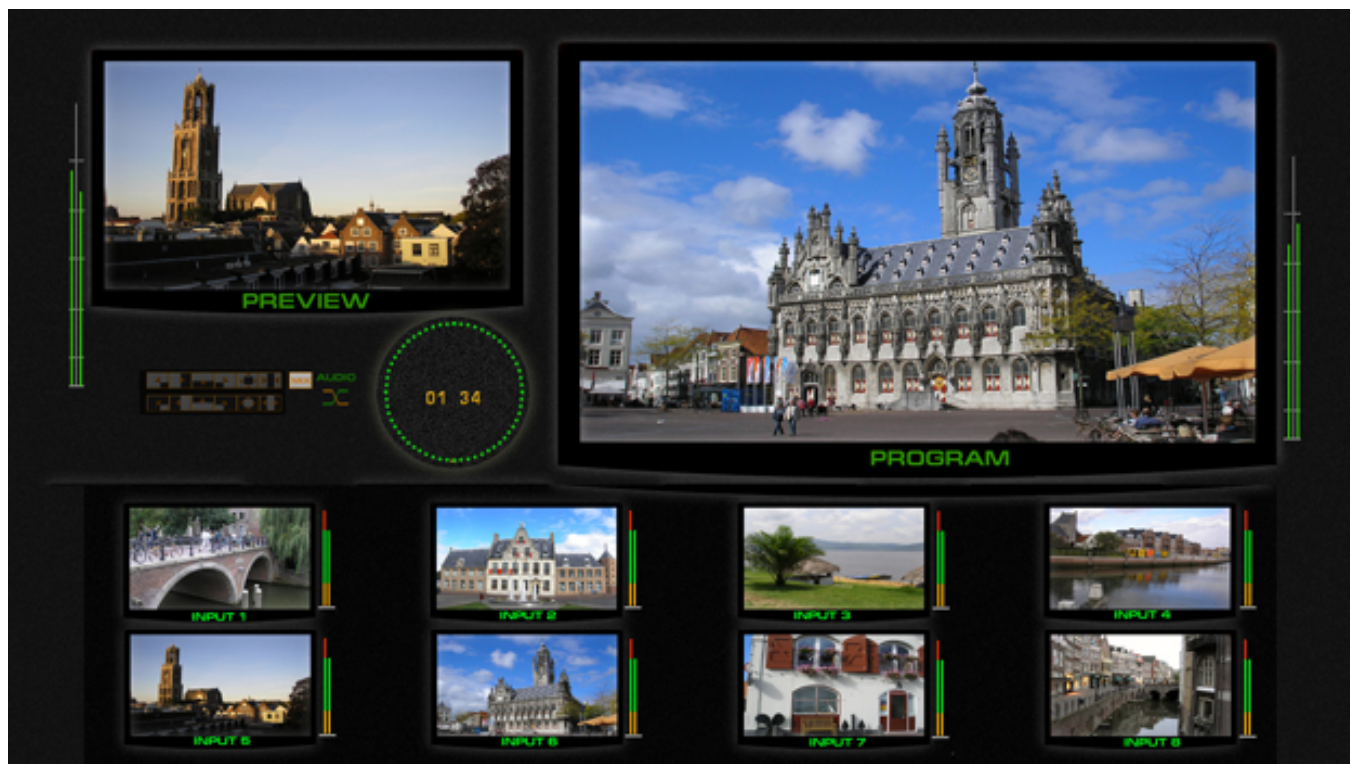 PREVIEW
PROGRAM
AUDIO
01 34
INPUT 1
INPUT 2
INPUT 3
INPUT 4
INPUT 5
INPUT 6
INPUT 7
INPUT 8